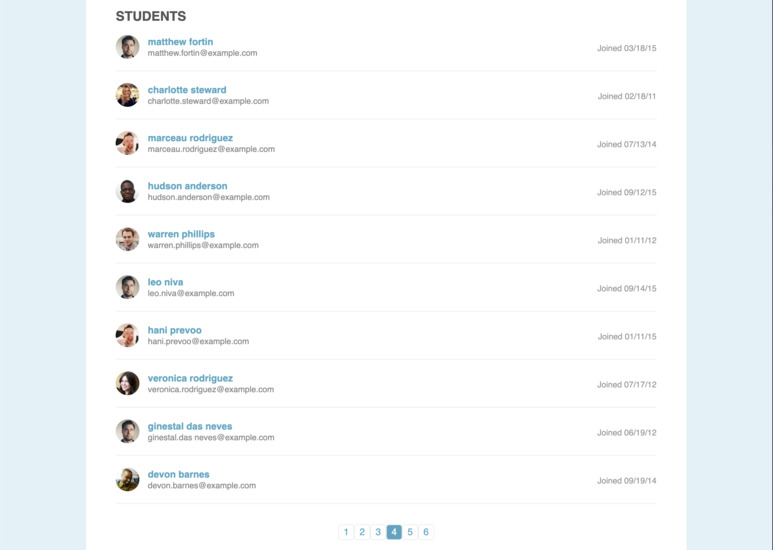 STUDENTS
matthew fortin
matthew.fortin@example.com
Joined 03/18/15
charlotte steward
charlotte.steward@example.com
Joined 02/18/11
marceau rodriguez
marceau.rodriguez@example.com
Joined 07/13/14
hudson anderson
hudson.anderson@example.com
Joined 09/12/15
warren phillips
warren.phillips@example.com
Joined 01/11/12
leo niva
leo.niva@example.com
Joined 09/14/15
hani prevoo
hani.prevoo@example.com
Joined 01/11/15
veronica rodriguez
veronica.rodriguez@example.com
Joined 07/17/12
ginestal das neves
ginestal.das neves@example.com
Joined 06/19/12
devon barnes
devon.barnes@example.com
Joined 09/19/14
1 2 3 4 5 6